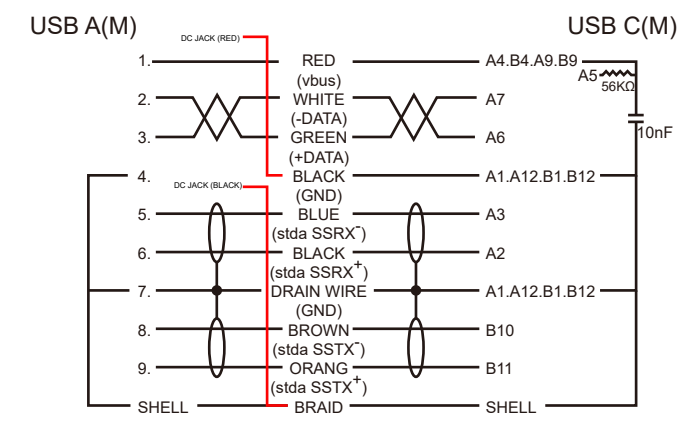 USB A(M) USB C(M)
DC JACK (RED)
1. RED A4.B4.A9.B9
(vbus) A5 56KΩ
2. WHITE A7
(-DATA) 10nF
3. GREEN A6
(+DATA)
4. BLACK A1.A12.B1.B12
DC JACK (BLACK) (GND)
5. BLUE A3
(stda SSRX-)
6. BLACK A2
(stda SSRX+)
7. DRAIN WIRE A1.A12.B1.B12
(GND)
8. BROWN B10
(stda SSTX-)
9. ORANG B11
(stda SSTX+)
SHELL BRAID SHELL